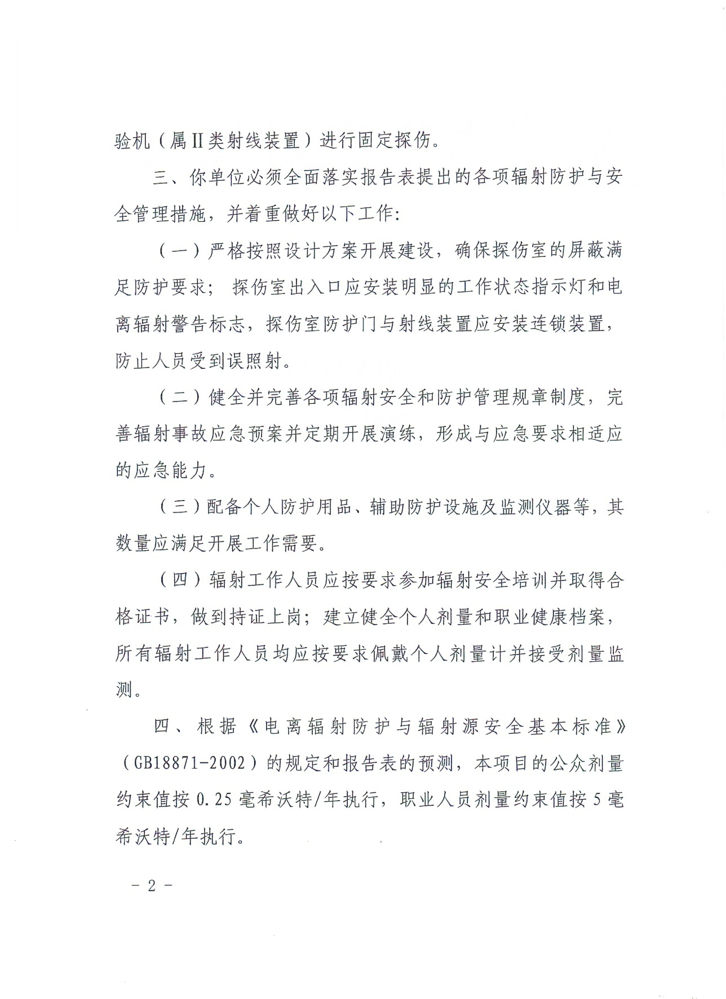 验机（属II类射线装置）进行固定探伤。
三、你单位必须全面落实报告表提出的各项辐射防护与安
全管理措施，并着重做好以下工作：
（一）严格按照设计方案开展建设，确保探伤室的屏蔽满
足防护要求； 探伤室出入口应安装明显的工作状态指示灯和电
离辐射警告标志，探伤室防护门与射线装置应安装连锁装置，
防止人员受到误照射。
（二）健全并完善各项辐射安全和防护管理规章制度，完
善辐射事故应急预案并定期开展演练，形成与应急要求相适应
的应急能力。
（三）配备个人防护用品、辅助防护设施及监测仪器等，其
数量应满足开展工作需要。
（四）辐射工作人员应按要求参加辐射安全培训并取得合
格证书，做到持证上岗；建立健全个人剂量和职业健康档案，
所有辐射工作人员均应按要求佩戴个人剂量计并接受剂量监
测。
四、根据《电离辐射防护与辐射源安全基本标准》
（GB18871-2002）的规定和报告表的预测，本项目的公众剂量
约束值按 0.25 毫希沃特/年执行，职业人员剂量约束值按 5 毫
希沃特/年执行。
- 2 -